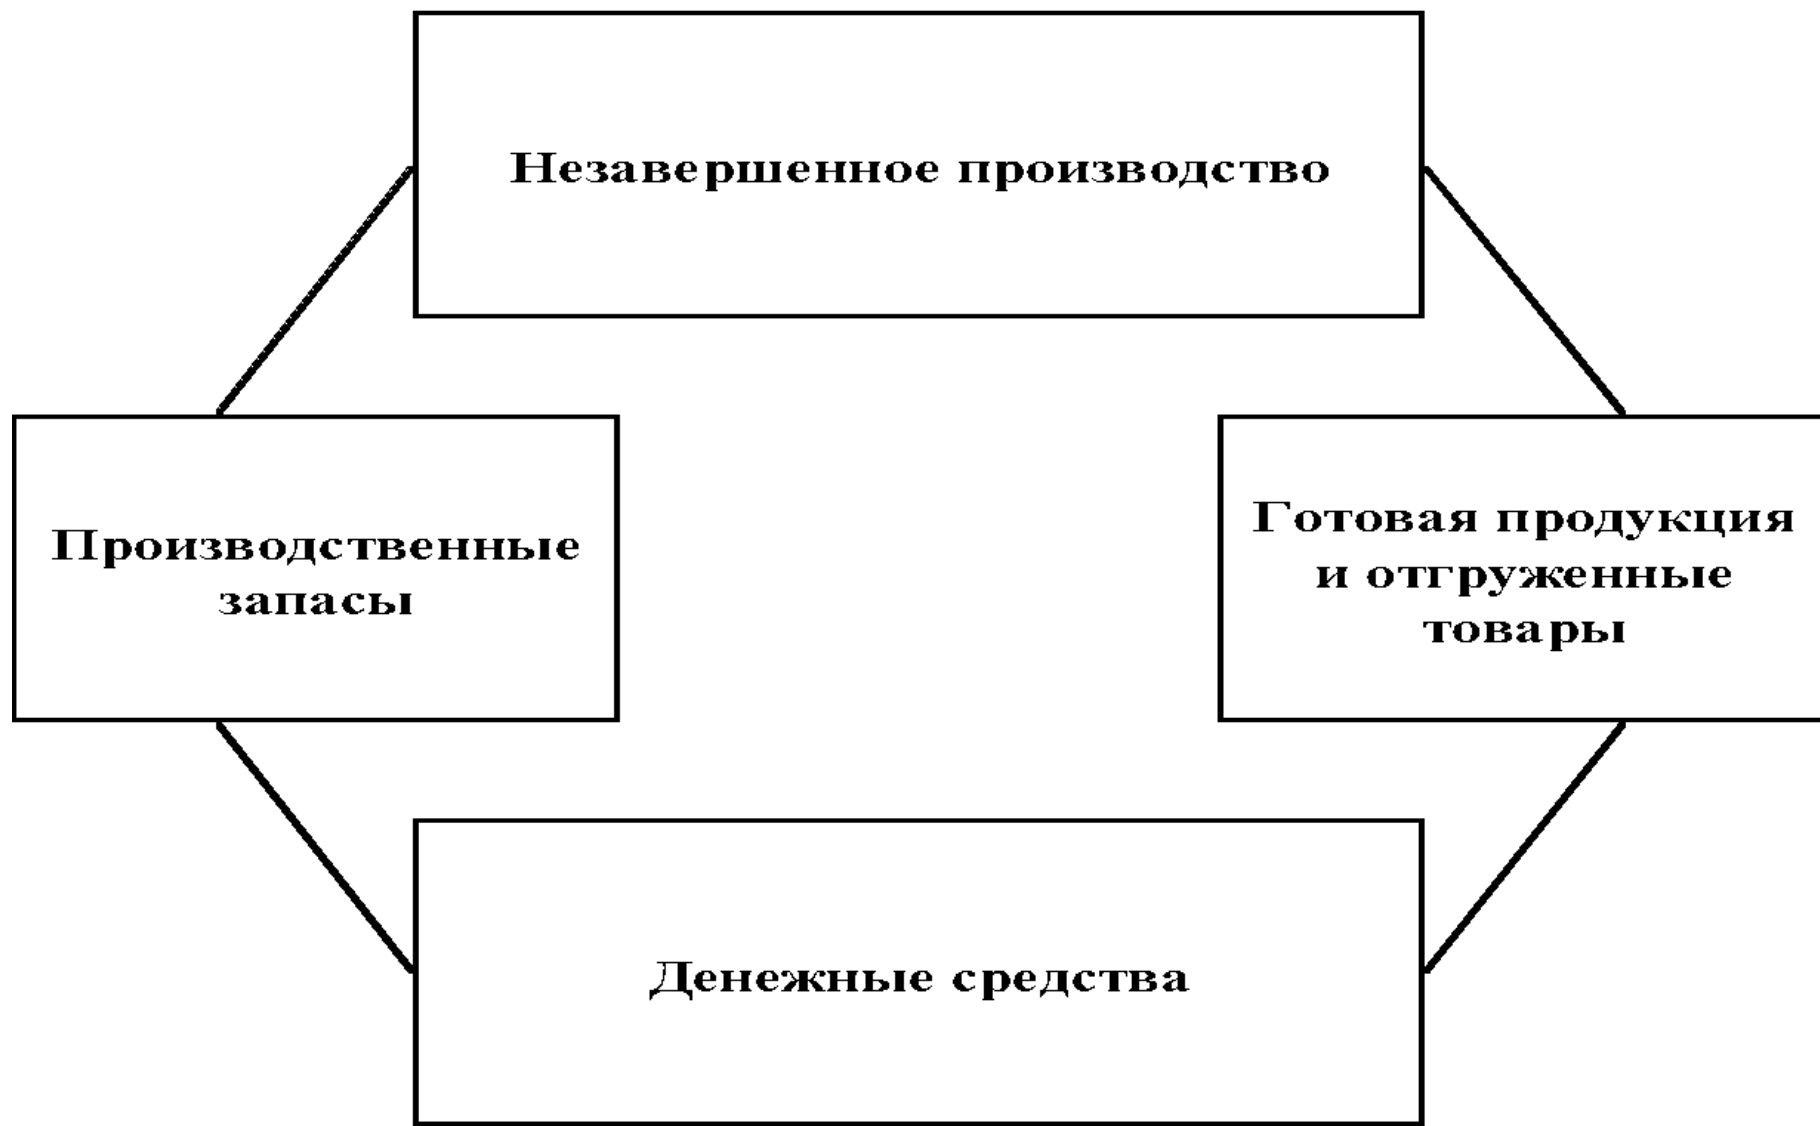 Незавершенное производство
Производственные
запасы
Готовая продукция
и отгруженные
товары
Денежные средства